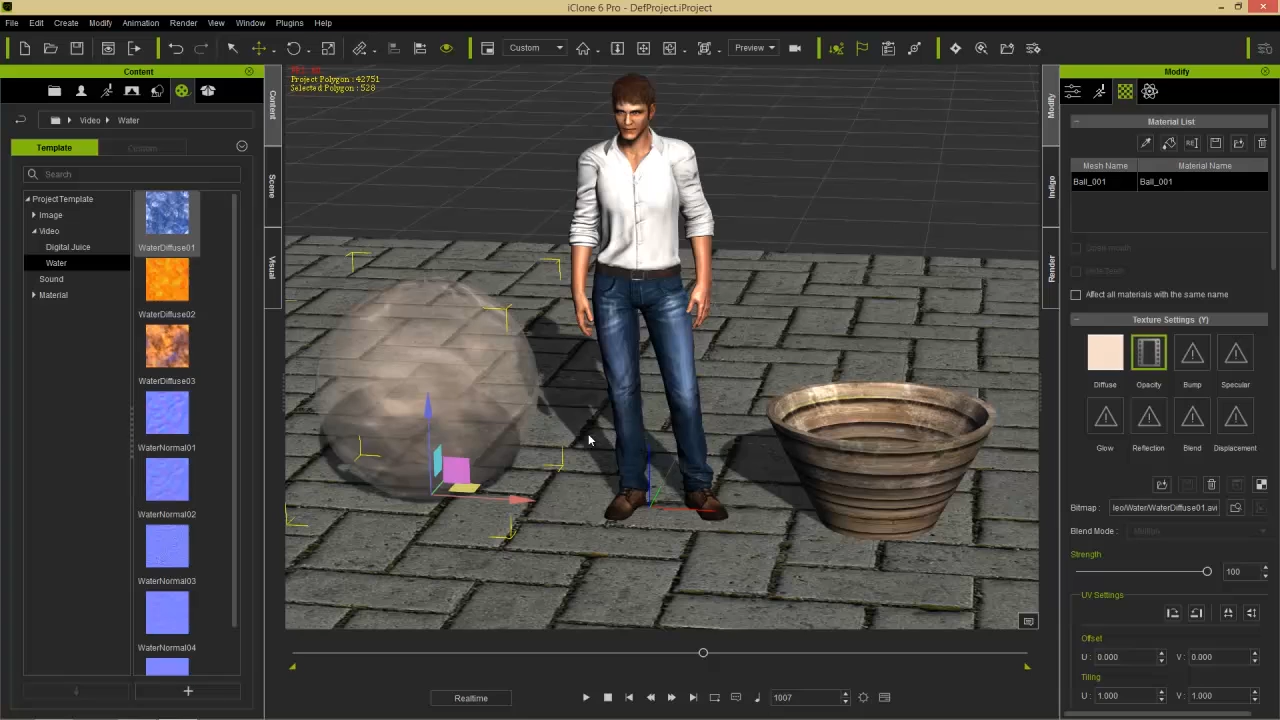 iClone 6 Pro - DefProject.iProject
File Edit Create Modify Animation Render View Window Plugins Help
Custom
Preview
Content
Video Water
Template
Custom
Search
ProjectTemplate
Image
Video
Digital Juice
Water
Sound
Material
WaterDiffuse01
WaterDiffuse02
WaterDiffuse03
WaterNormal01
WaterNormal02
WaterNormal03
WaterNormal04
Content
Scene
Visual
Project Polygon : 42751
Selected Polygon : 528
Realtime
1007
Modify
Indigo
Render
Modify
Material List
Mesh Name Material Name
Ball_001 Ball_001
Affect all materials with the same name
Texture Settings (Y)
Diffuse Opacity Bump Specular
Glow Reflection Blend Displacement
Bitmap: leo/Water/WaterDiffuse01.avi
Blend Mode :
Strength
100
UV Settings
Offset
U : 0.000 V : 0.000
Tiling
U : 1.000 V : 1.000